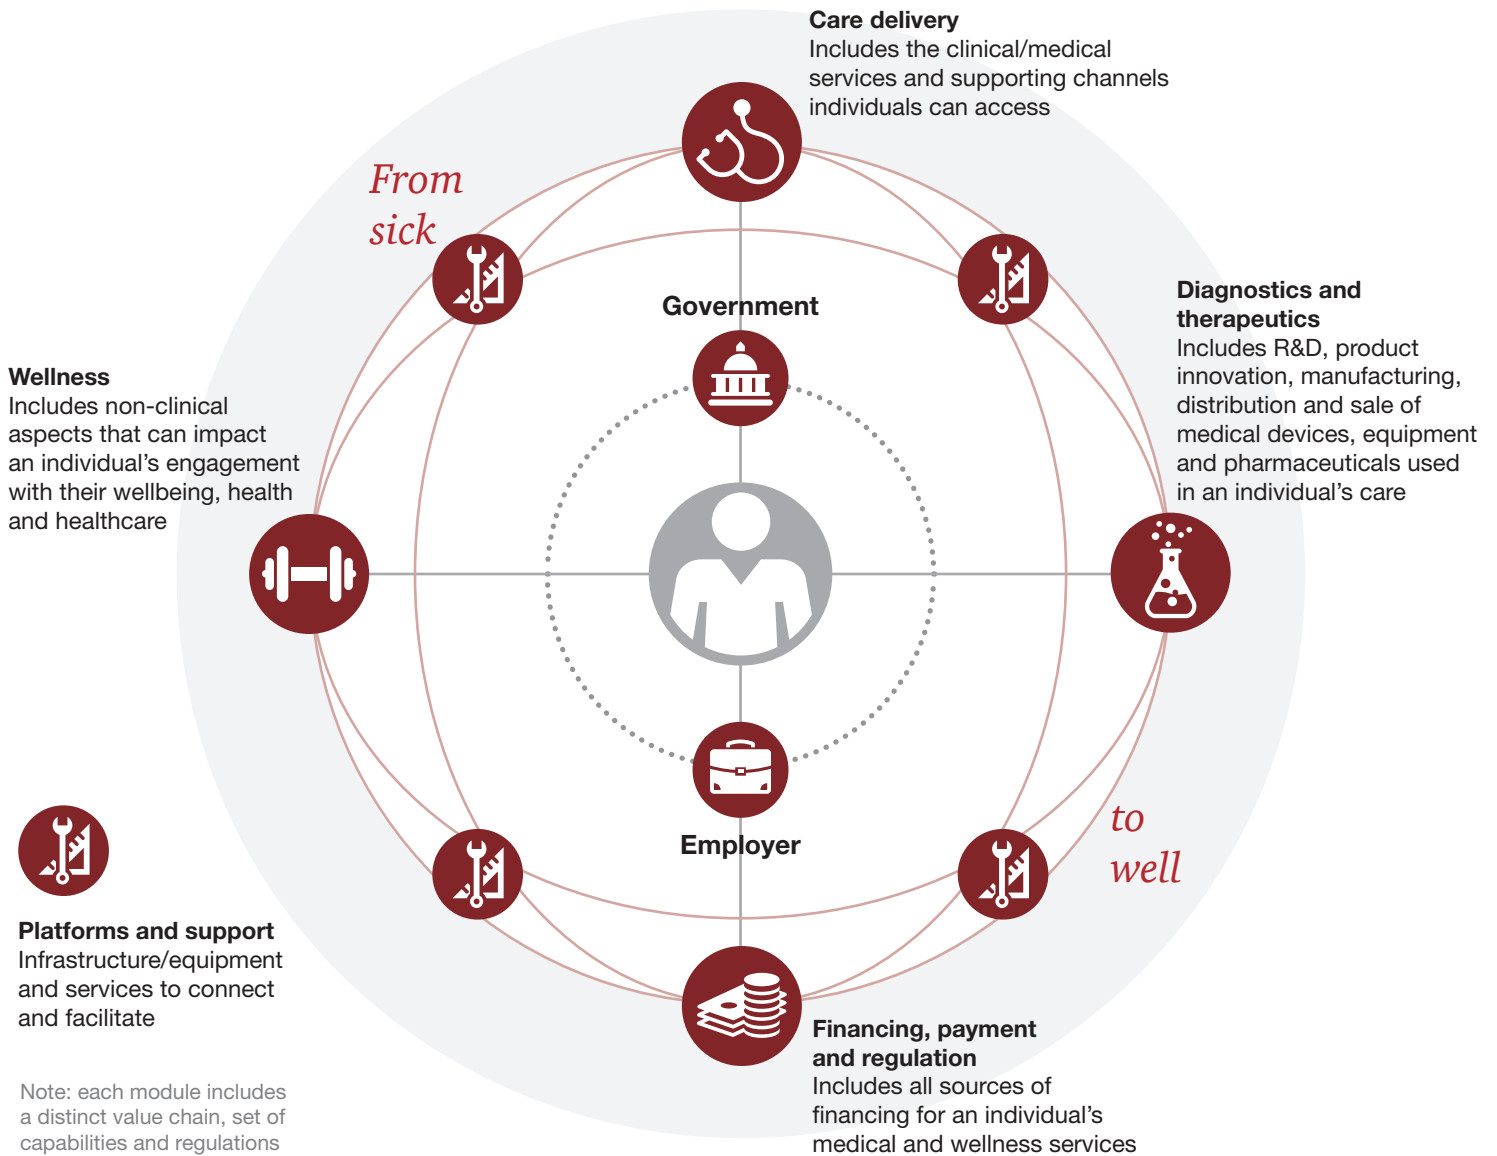 Care delivery
Includes the clinical/medical
services and supporting channels
individuals can access
From
sick
Government
Diagnostics and
therapeutics
Includes R&D, product
innovation, manufacturing,
distribution and sale of
medical devices, equipment
and pharmaceuticals used
in an individual’s care
Wellness
Includes non-clinical
aspects that can impact
an individual’s engagement
with their wellbeing, health
and healthcare
Employer
to
well
Platforms and support
Infrastructure/equipment
and services to connect
and facilitate
Financing, payment
and regulation
Includes all sources of
financing for an individual’s
medical and wellness services
Note: each module includes
a distinct value chain, set of
capabilities and regulations